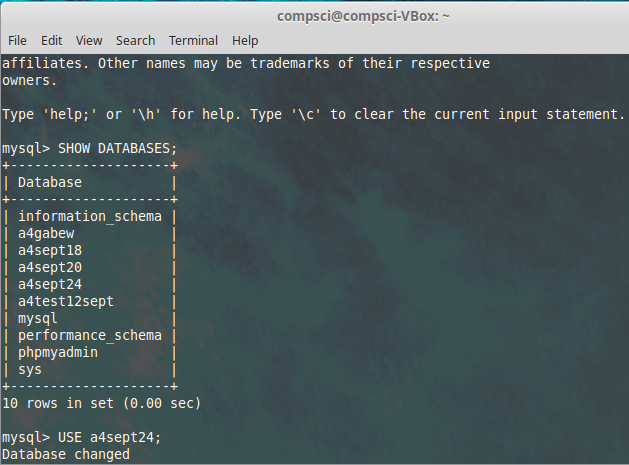 compsci@compsci-VBox: ~
File Edit View Search Terminal Help
affiliates. Other names may be trademarks of their respective
owners.
Type 'help;' or '\h' for help. Type '\c' to clear the current input statement.
mysql> SHOW DATABASES;
+--------------------+
| Database           |
+--------------------+
| information_schema |
| a4gabew            |
| a4sept18           |
| a4sept20           |
| a4sept24           |
| a4test12sept       |
| mysql              |
| performance_schema |
| phpmyadmin         |
| sys                |
+--------------------+
10 rows in set (0.00 sec)
mysql> USE a4sept24;
Database changed